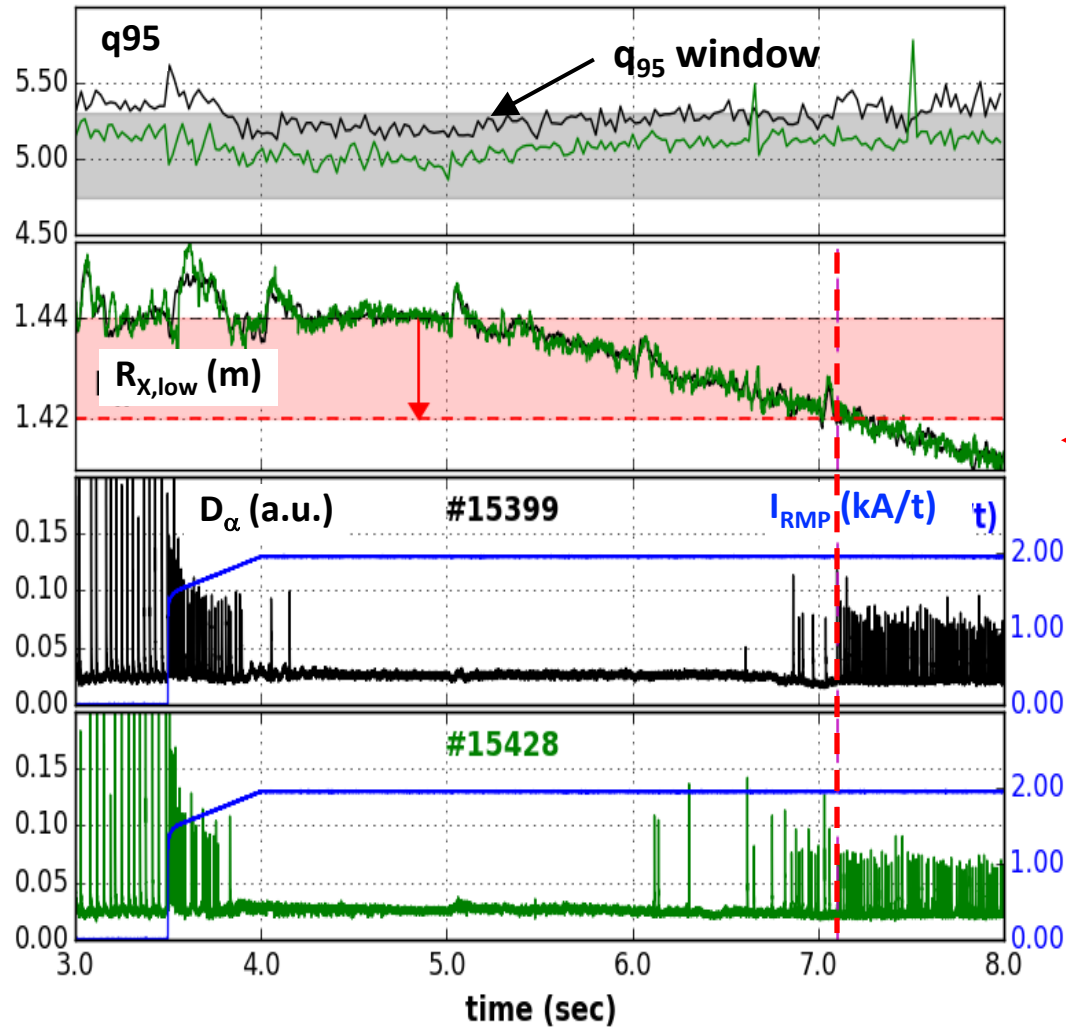 q95
q95 window
5.50
5.00
4.50
1.44
RX,low (m)
1.42
Dα (a.u.)
#15399
IRMP (kA/t)
t)
0.15
2.00
0.10
1.00
0.05
0.00
0.00
#15428
0.15
2.00
0.10
1.00
0.05
0.00
0.00
3.0 4.0 5.0 6.0 7.0 8.0
time (sec)